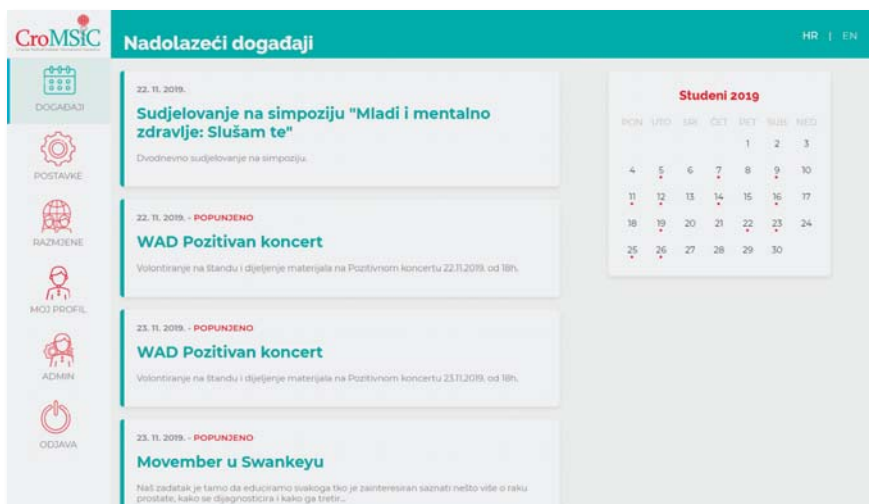 CroMSIC
Nadolazeći događaji
HR | EN
DOGAĐAJI
POSTAVKE
RAZMJENE
MOJ PROFIL
ADMIN
ODJAVA
22. 11. 2019.
Sudjelovanje na simpoziju "Mladi i mentalno
zdravlje: Slušam te"
Dvodnevno sudjelovanje na simpoziju.
22. 11. 2019. - POPUNJENO
WAD Pozitivan koncert
Volontiranje na štandu i dijeljenje materijala na Pozitivnom koncertu 22.11.2019. od 18h.
23. 11. 2019. - POPUNJENO
WAD Pozitivan koncert
Volontiranje na štandu i dijeljenje materijala na Pozitivnom koncertu 23.11.2019. od 18h.
23. 11. 2019. - POPUNJENO
Movember u Swankeyu
Naš zadatak je tamo da educiramo svakoga tko je zainteresiran saznati nešto više o raku
prostate, kako se dijagnosticira i kako ga tretir...
Studeni 2019
PON UTO SRI ČET PET SUB NED
1 2 3
4 5 6 7 8 9 10
11 12 13 14 15 16 17
18 19 20 21 22 23 24
25 26 27 28 29 30